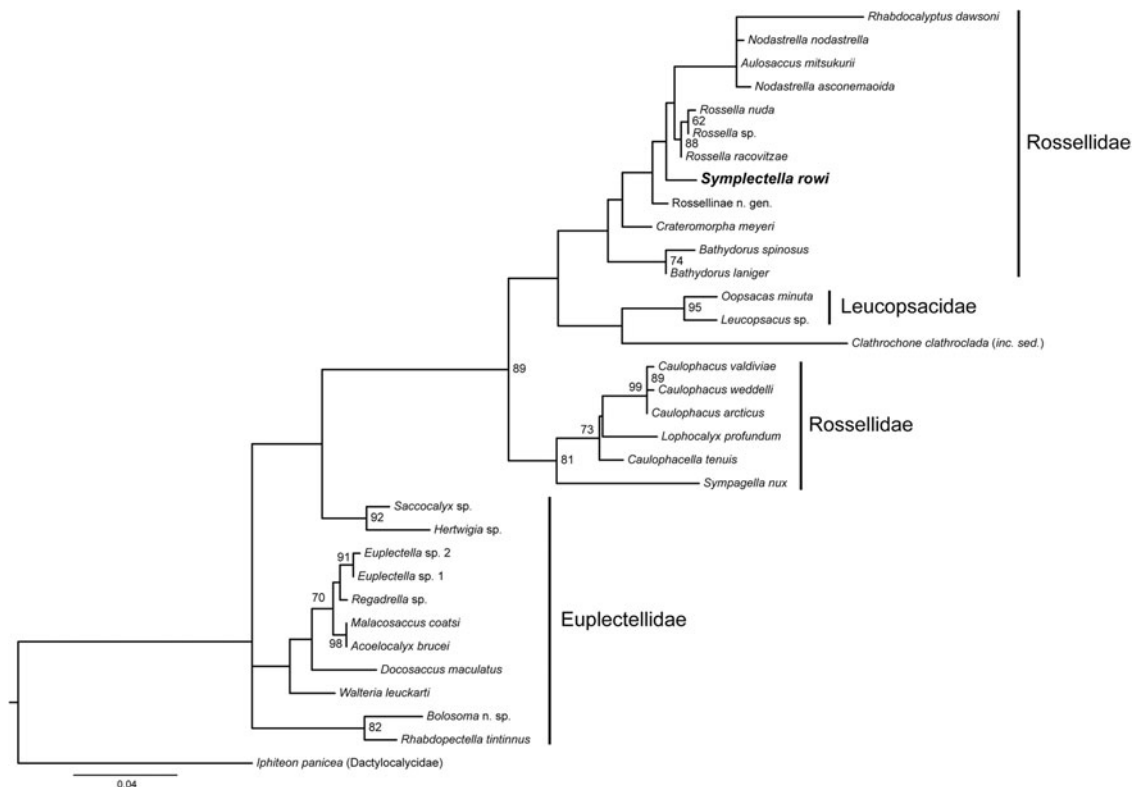 Rhabdocalyptus dawsoni
Nodastrella nodastrella
Aulosaccus mitsukurii
Nodastrella asconemaoida
Rossella nuda
62
Rossella sp.
88
Rossella racovitzae
Symplectella rowi
Rossellinae n. gen.
Crateromorpha meyeri
Bathydorus spinosus
74
Bathydorus laniger
Rossellidae
Oopsacas minuta
95
Leucopsacus sp.
Leucopsacidae
Clathrochone clathroclada (inc. sed.)
89
Caulophacus valdiviae
89
99
Caulophacus weddelli
Caulophacus arcticus
73
Lophocalyx profundum
81
Caulophacella tenuis
Sympagella nux
Rossellidae
Saccocalyx sp.
92
Hertwigia sp.
Euplectella sp. 2
91
Euplectella sp. 1
70
Regadrella sp.
Malacosaccus coatsi
98
Acoelocalyx brucei
Docosaccus maculatus
Walteria leuckarti
Bolosoma n. sp.
82
Rhabdopectella tintinnus
Euplectellidae
Iphiteon panicea (Dactylocalycidae)
0.04